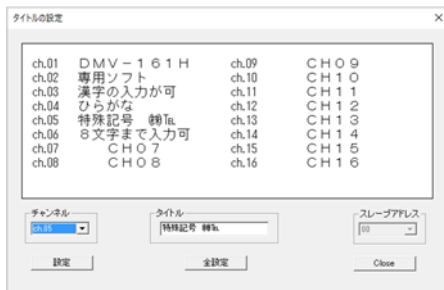 タイトルの設定
ch.01 ＤＭＶ－１６１Ｈ ch.09 ＣＨ０９
ch.02 専用ソフト ch.10 ＣＨ１０
ch.03 漢字の入力が可 ch.11 ＣＨ１１
ch.04 ひらがな ch.12 ＣＨ１２
ch.05 特殊記号　㈱℡ ch.13 ＣＨ１３
ch.06 ８文字まで入力可 ch.14 ＣＨ１４
ch.07 ＣＨ０７ ch.15 ＣＨ１５
ch.08 ＣＨ０８ ch.16 ＣＨ１６
チャンネル タイトル スレーブアドレス
ch.05 特殊記号　㈱℡ 00
設定 全設定 Close